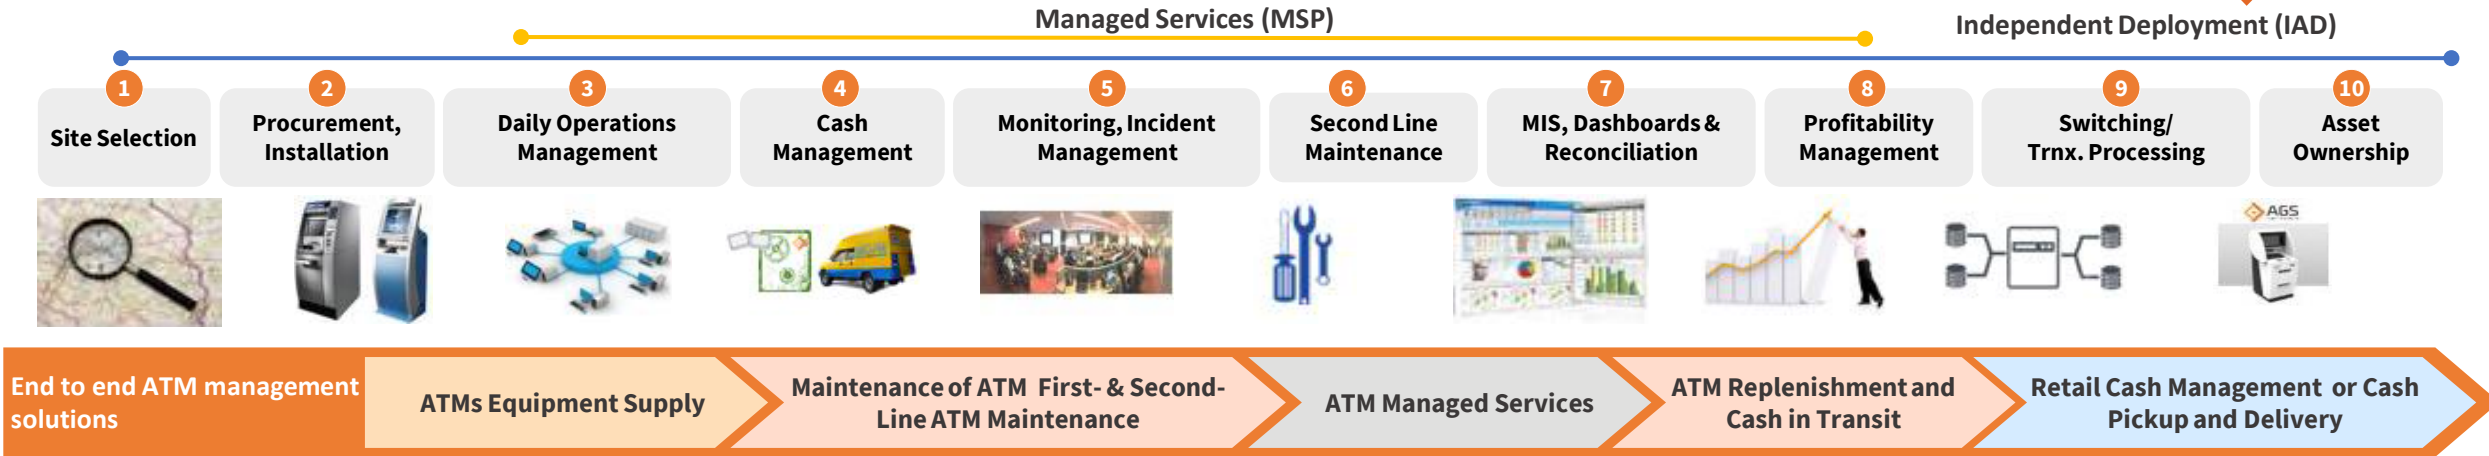 Managed Services (MSP)
Independent Deployment (IAD)
1
2
3
4
5
6
7
8
9
10
Site Selection
Procurement,
Installation
Daily Operations
Management
Cash
Management
Monitoring, Incident
Management
Second Line
Maintenance
MIS, Dashboards &
Reconciliation
Profitability
Management
Switching/
Trnx. Processing
Asset
Ownership
AGS
End to end ATM management
solutions
ATMs Equipment Supply
Maintenance of ATM First- & Second-
Line ATM Maintenance
ATM Managed Services
ATM Replenishment and
Cash in Transit
Retail Cash Management or Cash
Pickup and Delivery